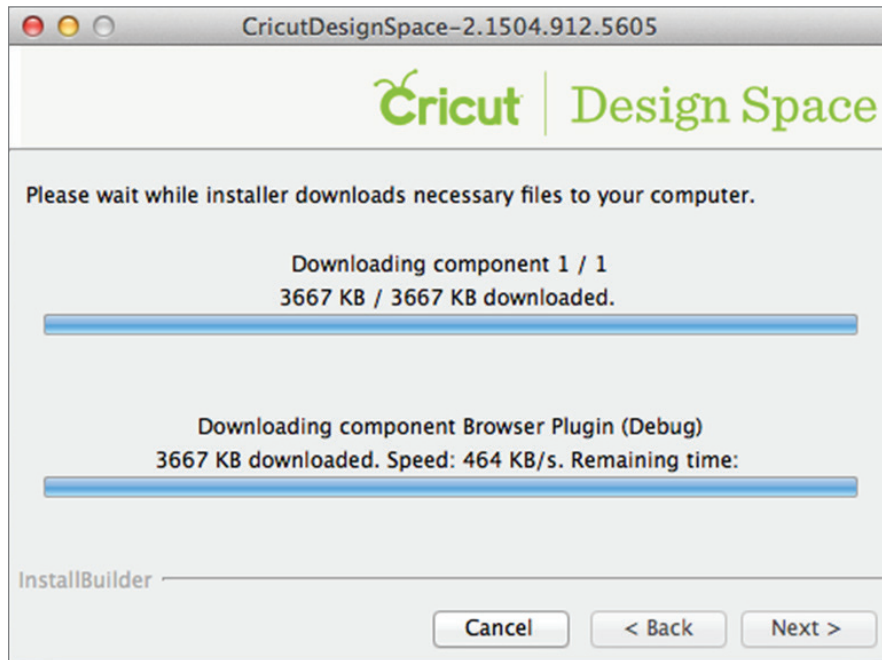 CricutDesignSpace-2.1504.912.5605
Cricut Design Space
Please wait while installer downloads necessary files to your computer.
Downloading component 1 / 1
3667 KB / 3667 KB downloaded.
Downloading component Browser Plugin (Debug)
3667 KB downloaded. Speed: 464 KB/s. Remaining time:
InstallBuilder
Cancel < Back Next >